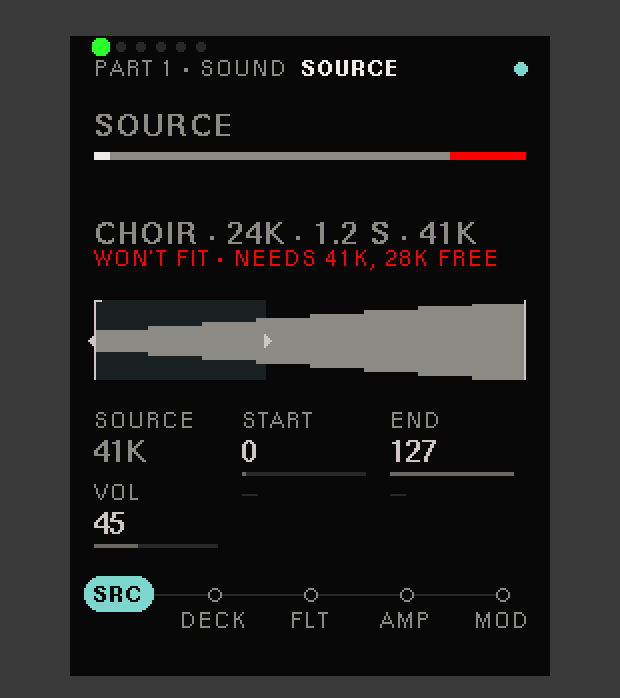 PART 1 · SOUND SOURCE
SOURCE
CHOIR · 24K · 1.2 S · 41K
WON'T FIT · NEEDS 41K, 28K FREE
SOURCE START END
41K 0 127
VOL — —
45
SRC DECK FLT AMP MOD